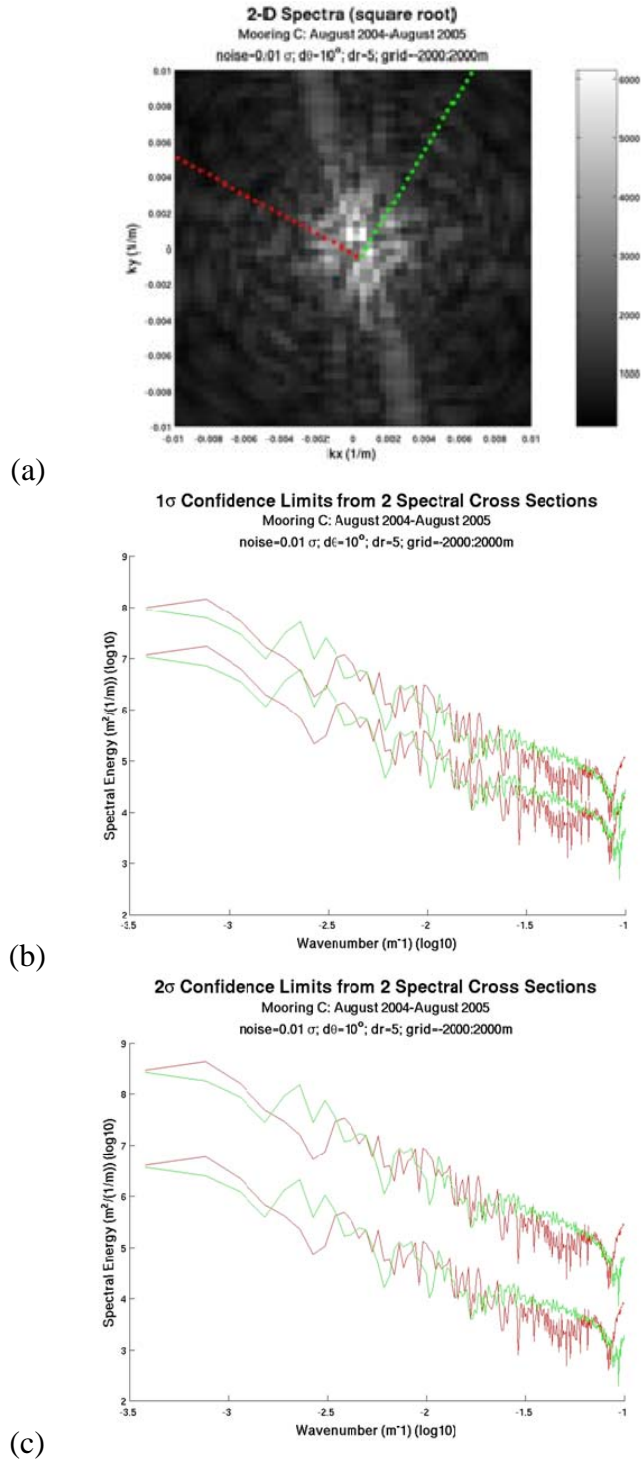 2-D Spectra (square root)
Mooring C: August 2004-August 2005
noise=0.01 σ; dθ=10°; dr=5; grid=-2000:2000m
0.01
0.008
0.006
0.004
0.002
0
-0.002
-0.004
-0.006
-0.008
-0.01
ky (1/m)
-0.01 -0.008 -0.006 -0.004 -0.002 0 0.002 0.004 0.006 0.008 0.01
kx (1/m)
6000
5000
4000
3000
2000
1000
(a)
1σ Confidence Limits from 2 Spectral Cross Sections
Mooring C: August 2004-August 2005
noise=0.01 σ; dθ=10°; dr=5; grid=-2000:2000m
9
8
7
6
5
4
3
2
Spectral Energy (m²/(1/m)) (log10)
-3.5 -3 -2.5 -2 -1.5 -1
Wavenumber (m⁻¹) (log10)
(b)
2σ Confidence Limits from 2 Spectral Cross Sections
Mooring C: August 2004-August 2005
noise=0.01 σ; dθ=10°; dr=5; grid=-2000:2000m
9
8
7
6
5
4
3
2
Spectral Energy (m²/(1/m)) (log10)
-3.5 -3 -2.5 -2 -1.5 -1
Wavenumber (m⁻¹) (log10)
(c)